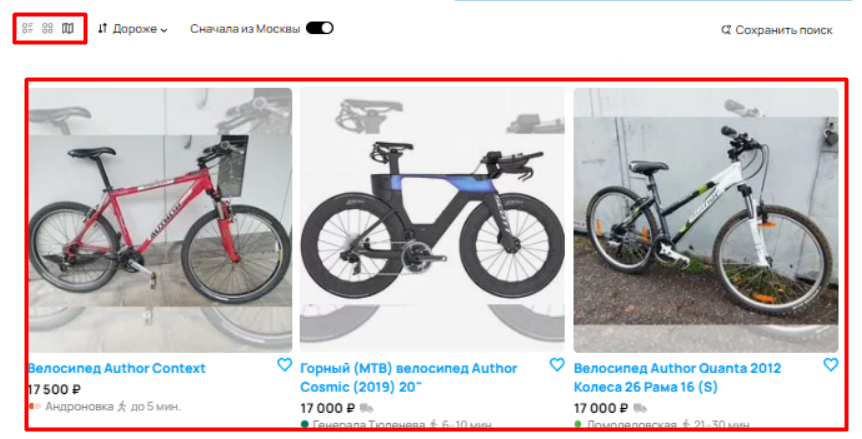 Дороже Сначала из Москвы Сохранить поиск
Велосипед Author Context
17 500 ₽
Андроновка до 5 мин.
Горный (MTB) велосипед Author
Cosmic (2019) 20"
17 000 ₽
Генерала Тюленева 6–10 мин.
Велосипед Author Quanta 2012
Колеса 26 Рама 16 (S)
17 000 ₽
Домодедовская 21–30 мин.